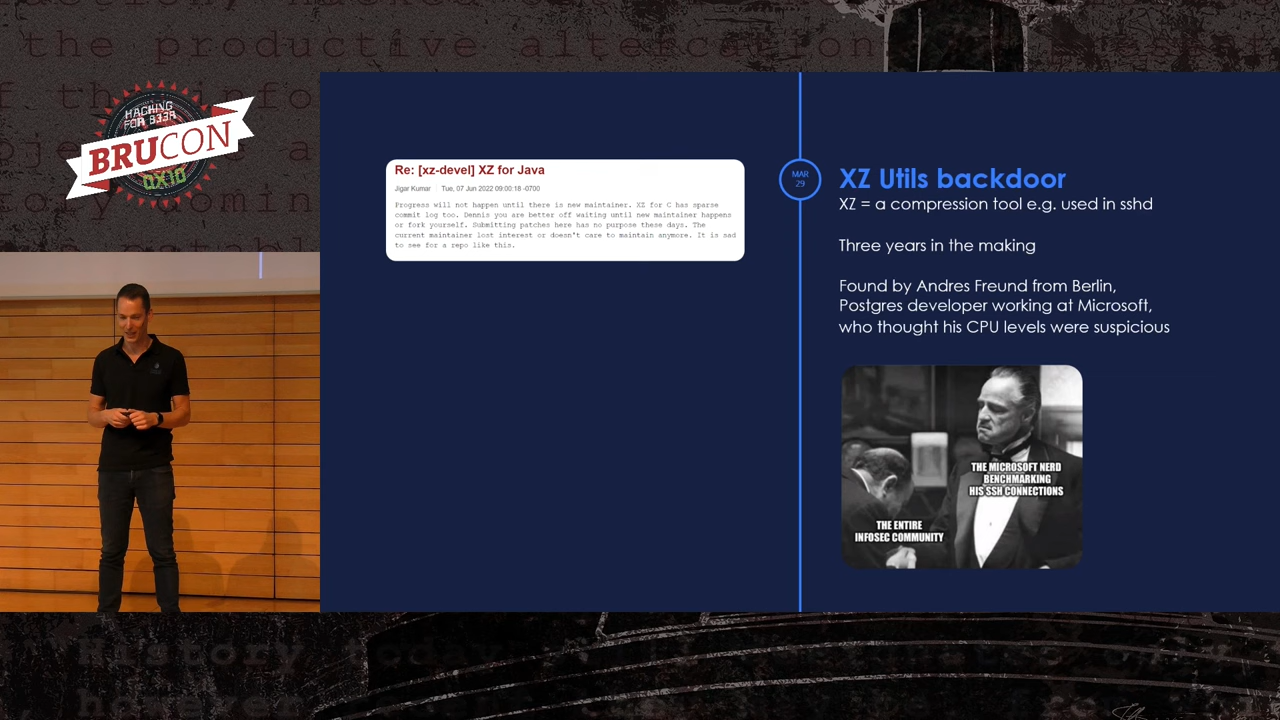 the productive altercation
HACKING
FOR B33R
BRUCON
0X10
Re: [xz-devel] XZ for Java
Jigar Kumar Tue, 07 Jun 2022 09:00:18 -0700
Progress will not happen until there is new maintainer. XZ for C has sparse
commit log too. Dennis you are better off waiting until new maintainer happens
or fork yourself. Submitting patches here has no purpose these days. The
current maintainer lost interest or doesn't care to maintain anymore. It is sad
to see for a repo like this.
MAR
29
XZ Utils backdoor
XZ = a compression tool e.g. used in sshd
Three years in the making
Found by Andres Freund from Berlin,
Postgres developer working at Microsoft,
who thought his CPU levels were suspicious
THE MICROSOFT NERD
BENCHMARKING
HIS SSH CONNECTIONS
THE ENTIRE
INFOSEC COMMUNITY
History today
however